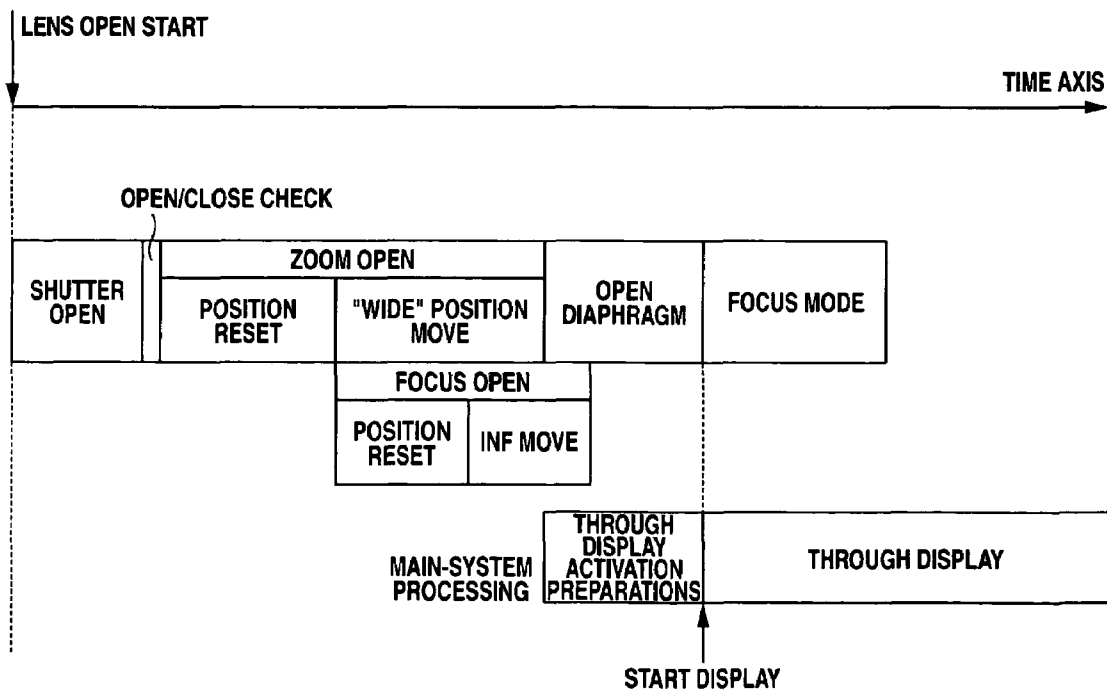 LENS OPEN START
TIME AXIS
OPEN/CLOSE CHECK
SHUTTER
OPEN
ZOOM OPEN
POSITION
RESET
"WIDE" POSITION
MOVE
OPEN
DIAPHRAGM
FOCUS MODE
FOCUS OPEN
POSITION
RESET
INF MOVE
MAIN-SYSTEM
PROCESSING
THROUGH
DISPLAY
ACTIVATION
PREPARATIONS
THROUGH DISPLAY
START DISPLAY